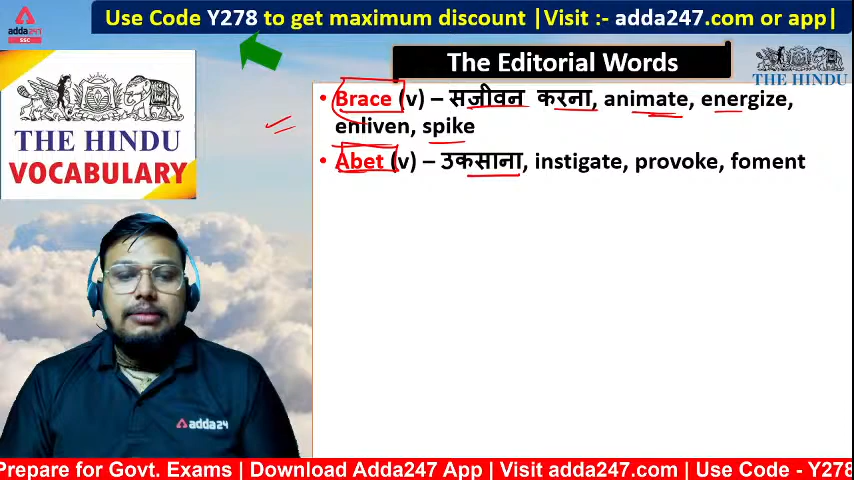 Use Code Y278 to get maximum discount |Visit :- adda247.com or app|
adda247
SSC
The Editorial Words
THE HINDU
THE HINDU
VOCABULARY
• Brace (v) – सजीवन करना, animate, energize,
enliven, spike
• Abet (v) – उकसाना, instigate, provoke, foment
adda24
Prepare for Govt. Exams | Download Adda247 App | Visit adda247.com | Use Code - Y278